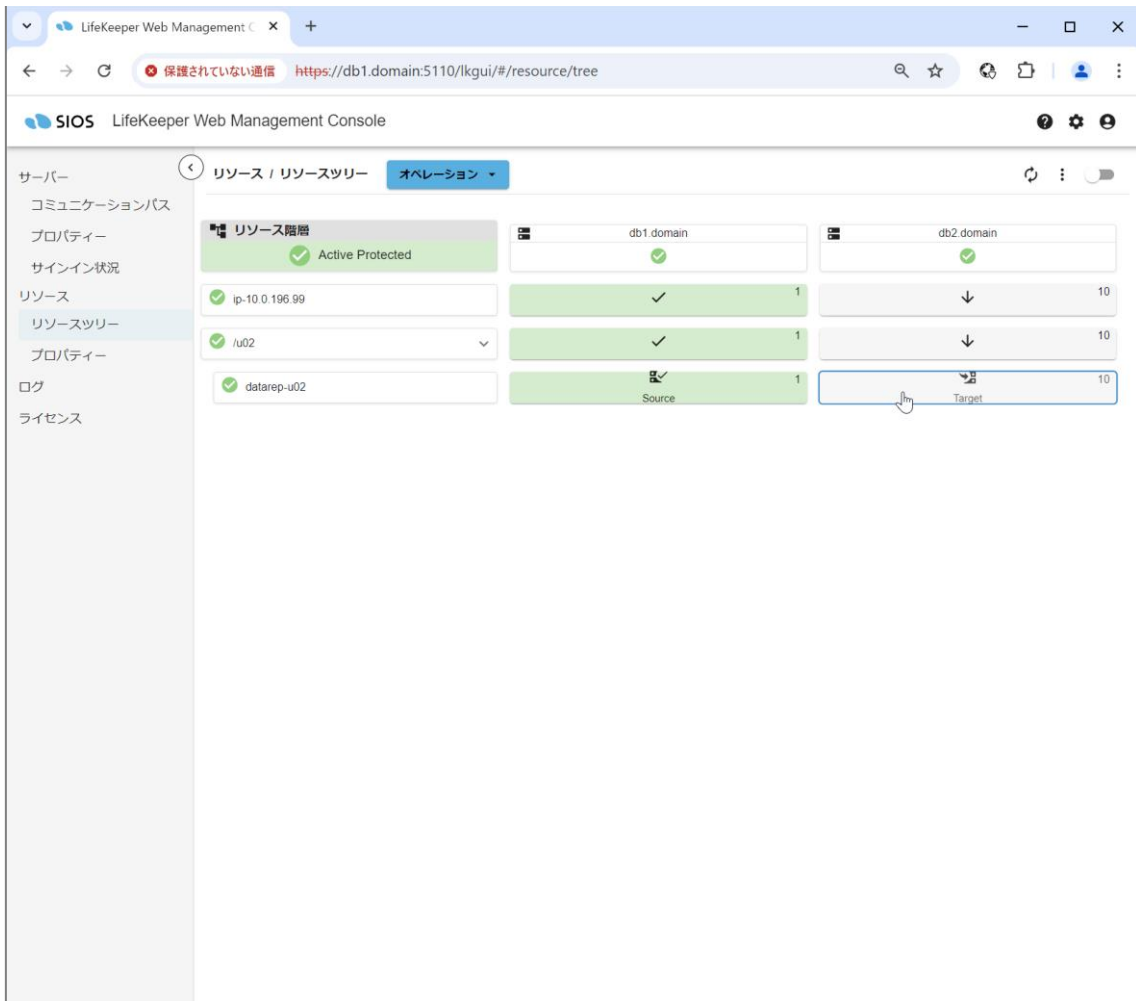 LifeKeeper Web Management C
保護されていない通信 https://db1.domain:5110/lkgui/#/resource/tree
SIOS LifeKeeper Web Management Console
サーバー
コミュニケーションパス
プロパティー
サインイン状況
リソース
リソースツリー
プロパティー
ログ
ライセンス
リソース / リソースツリー オペレーション
リソース階層 db1.domain db2.domain
Active Protected
ip-10.0.196.99 1 10
/u02 1 10
datarep-u02 1 10
Source Target